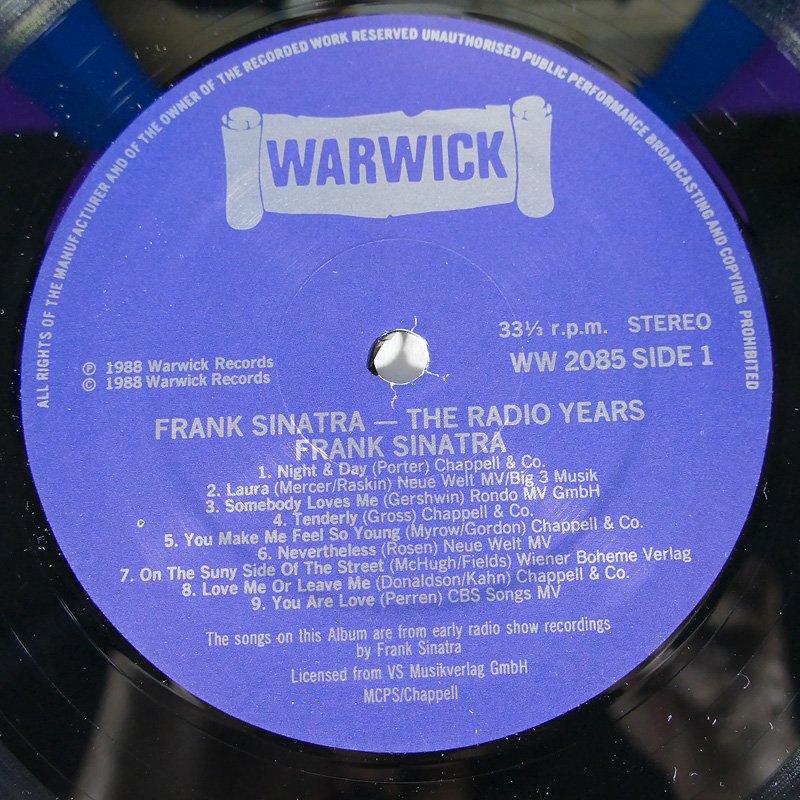 ALL RIGHTS OF THE MANUFACTURER AND OF THE OWNER OF THE RECORDED WORK RESERVED UNAUTHORISED PUBLIC PERFORMANCE BROADCASTING AND COPYING PROHIBITED
WARWICK
33⅓ r.p.m. STEREO
WW 2085 SIDE 1
℗ 1988 Warwick Records
© 1988 Warwick Records
FRANK SINATRA — THE RADIO YEARS
FRANK SINATRA
1. Night & Day (Porter) Chappell & Co.
2. Laura (Mercer/Raskin) Neue Welt MV/Big 3 Musik
3. Somebody Loves Me (Gershwin) Rondo MV GmbH
4. Tenderly (Gross) Chappell & Co.
5. You Make Me Feel So Young (Myrow/Gordon) Chappell & Co.
6. Nevertheless (Rosen) Neue Welt MV
7. On The Suny Side Of The Street (McHugh/Fields) Wiener Boheme Verlag
8. Love Me Or Leave Me (Donaldson/Kahn) Chappell & Co.
9. You Are Love (Perren) CBS Songs MV
The songs on this Album are from early radio show recordings
by Frank Sinatra
Licensed from VS Musikverlag GmbH
MCPS/Chappell